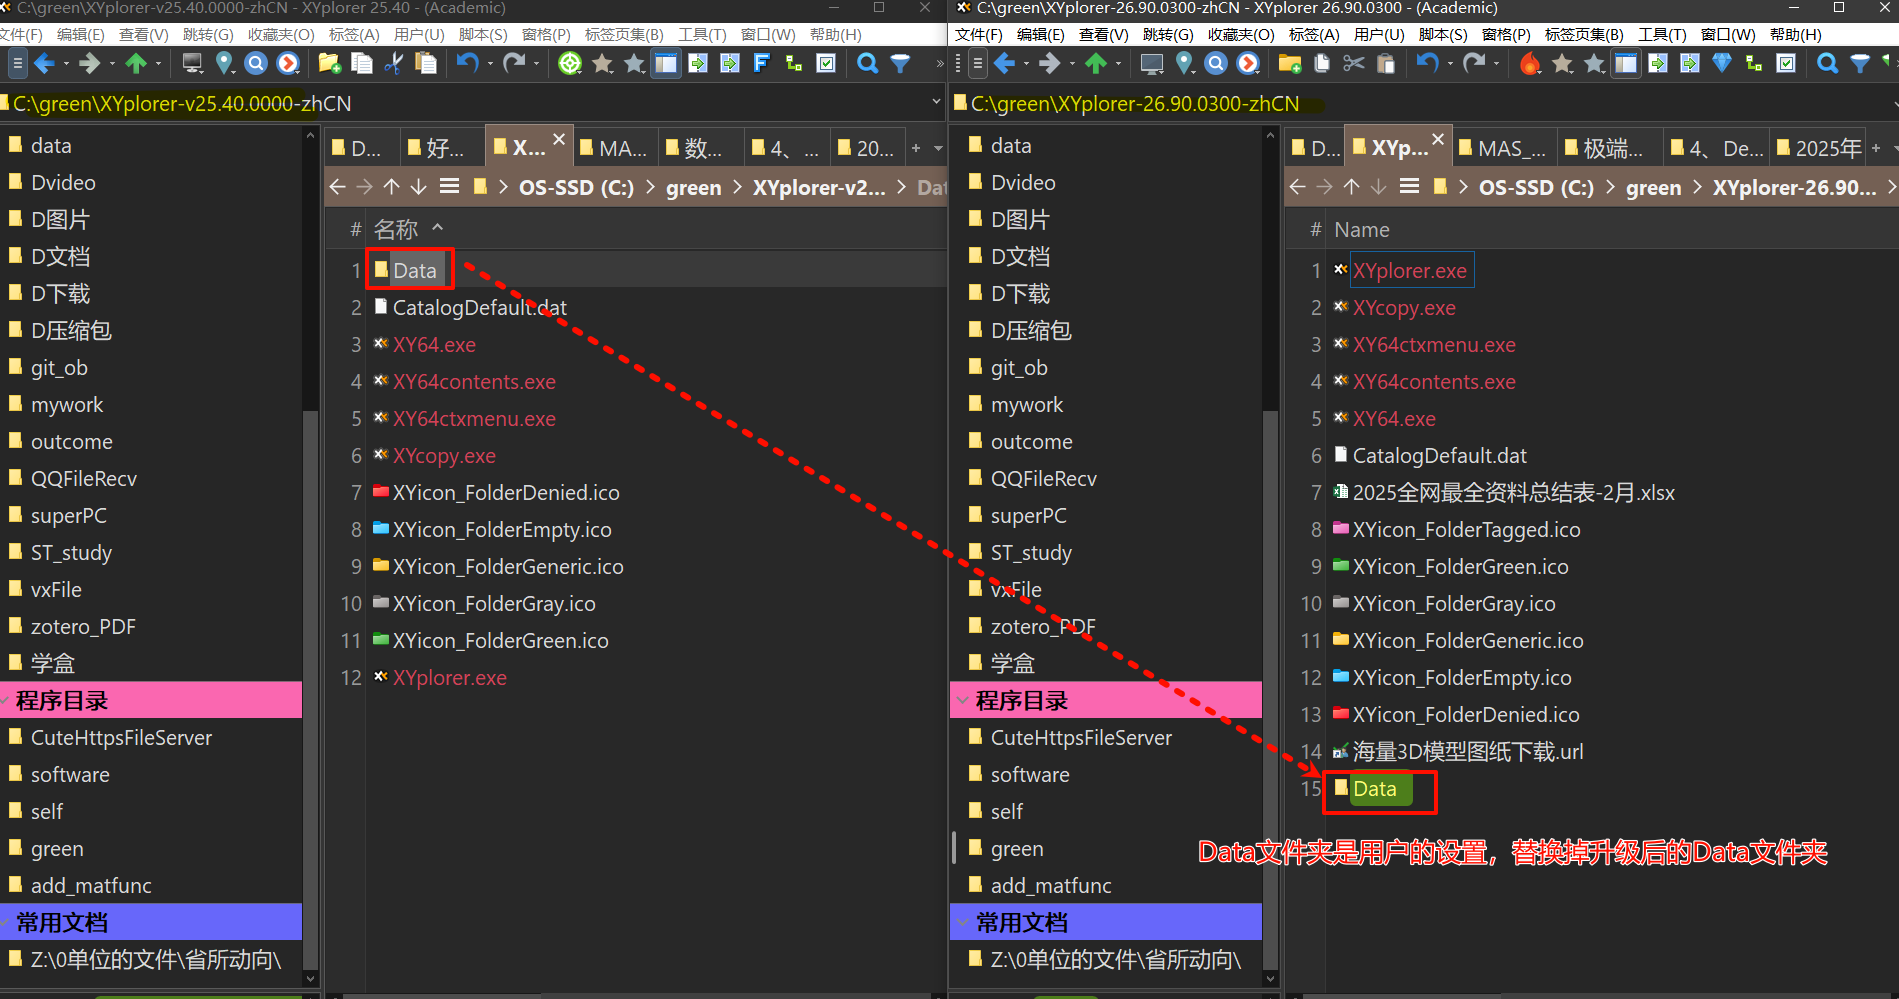 C:\green\XYplorer-v25.40.0000-zhCN - XYplorer 25.40 - (Academic)
文件(F) 编辑(E) 查看(V) 跳转(G) 收藏夹(O) 标签(A) 用户(U) 脚本(S) 窗格(P) 标签页集(B) 工具(T) 窗口(W) 帮助(H)
C:\green\XYplorer-v25.40.0000-zhCN
data
Dvideo
D图片
D文档
D下载
D压缩包
git_ob
mywork
outcome
QQFileRecv
superPC
ST_study
vxFile
zotero_PDF
学盒
程序目录
CuteHttpsFileServer
software
self
green
add_matfunc
常用文档
Z:\0单位的文件\省所动向\
D... 好... X... MA... 数... 4、... 20...
OS-SSD (C:) > green > XYplorer-v2... > Dat
# 名称
1 Data
2 CatalogDefault.dat
3 XY64.exe
4 XY64contents.exe
5 XY64ctxmenu.exe
6 XYcopy.exe
7 XYicon_FolderDenied.ico
8 XYicon_FolderEmpty.ico
9 XYicon_FolderGeneric.ico
10 XYicon_FolderGray.ico
11 XYicon_FolderGreen.ico
12 XYplorer.exe
C:\green\XYplorer-26.90.0300-zhCN - XYplorer 26.90.0300 - (Academic)
文件(F) 编辑(E) 查看(V) 跳转(G) 收藏夹(O) 标签(A) 用户(U) 脚本(S) 窗格(P) 标签页集(B) 工具(T) 窗口(W) 帮助(H)
C:\green\XYplorer-26.90.0300-zhCN
data
Dvideo
D图片
D文档
D下载
D压缩包
git_ob
mywork
outcome
QQFileRecv
superPC
ST_study
vxFile
zotero_PDF
学盒
程序目录
CuteHttpsFileServer
software
self
green
add_matfunc
常用文档
Z:\0单位的文件\省所动向\
D... XYp... MAS_... 极端... 4、De... 2025年
OS-SSD (C:) > green > XYplorer-26.90... >
# Name
1 XYplorer.exe
2 XYcopy.exe
3 XY64ctxmenu.exe
4 XY64contents.exe
5 XY64.exe
6 CatalogDefault.dat
7 2025全网最全资料总结表-2月.xlsx
8 XYicon_FolderTagged.ico
9 XYicon_FolderGreen.ico
10 XYicon_FolderGray.ico
11 XYicon_FolderGeneric.ico
12 XYicon_FolderEmpty.ico
13 XYicon_FolderDenied.ico
14 海量3D模型图纸下载.url
15 Data
Data文件夹是用户的设置，替换掉升级后的Data文件夹